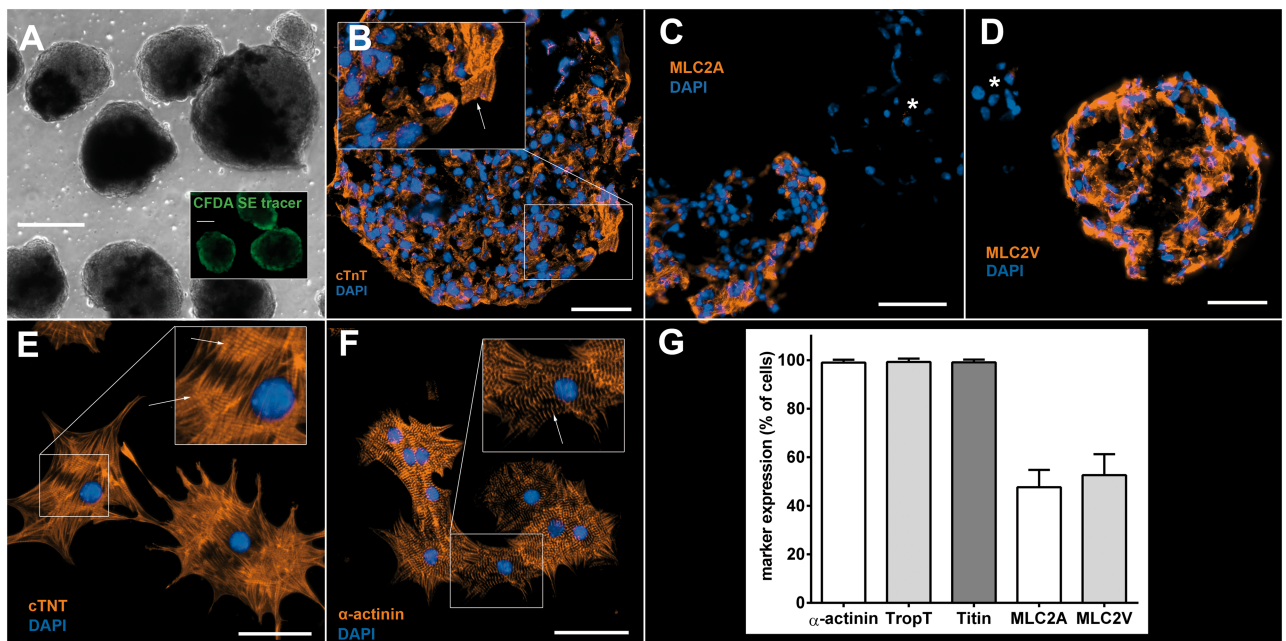 A
CFDA SE tracer
B
cTnT
DAPI
C
MLC2A
DAPI
*
D
*
MLC2V
DAPI
E
cTNT
DAPI
F
α-actinin
DAPI
G
marker expression (% of cells)
100
80
60
40
20
0
α-actinin TropT Titin MLC2A MLC2V